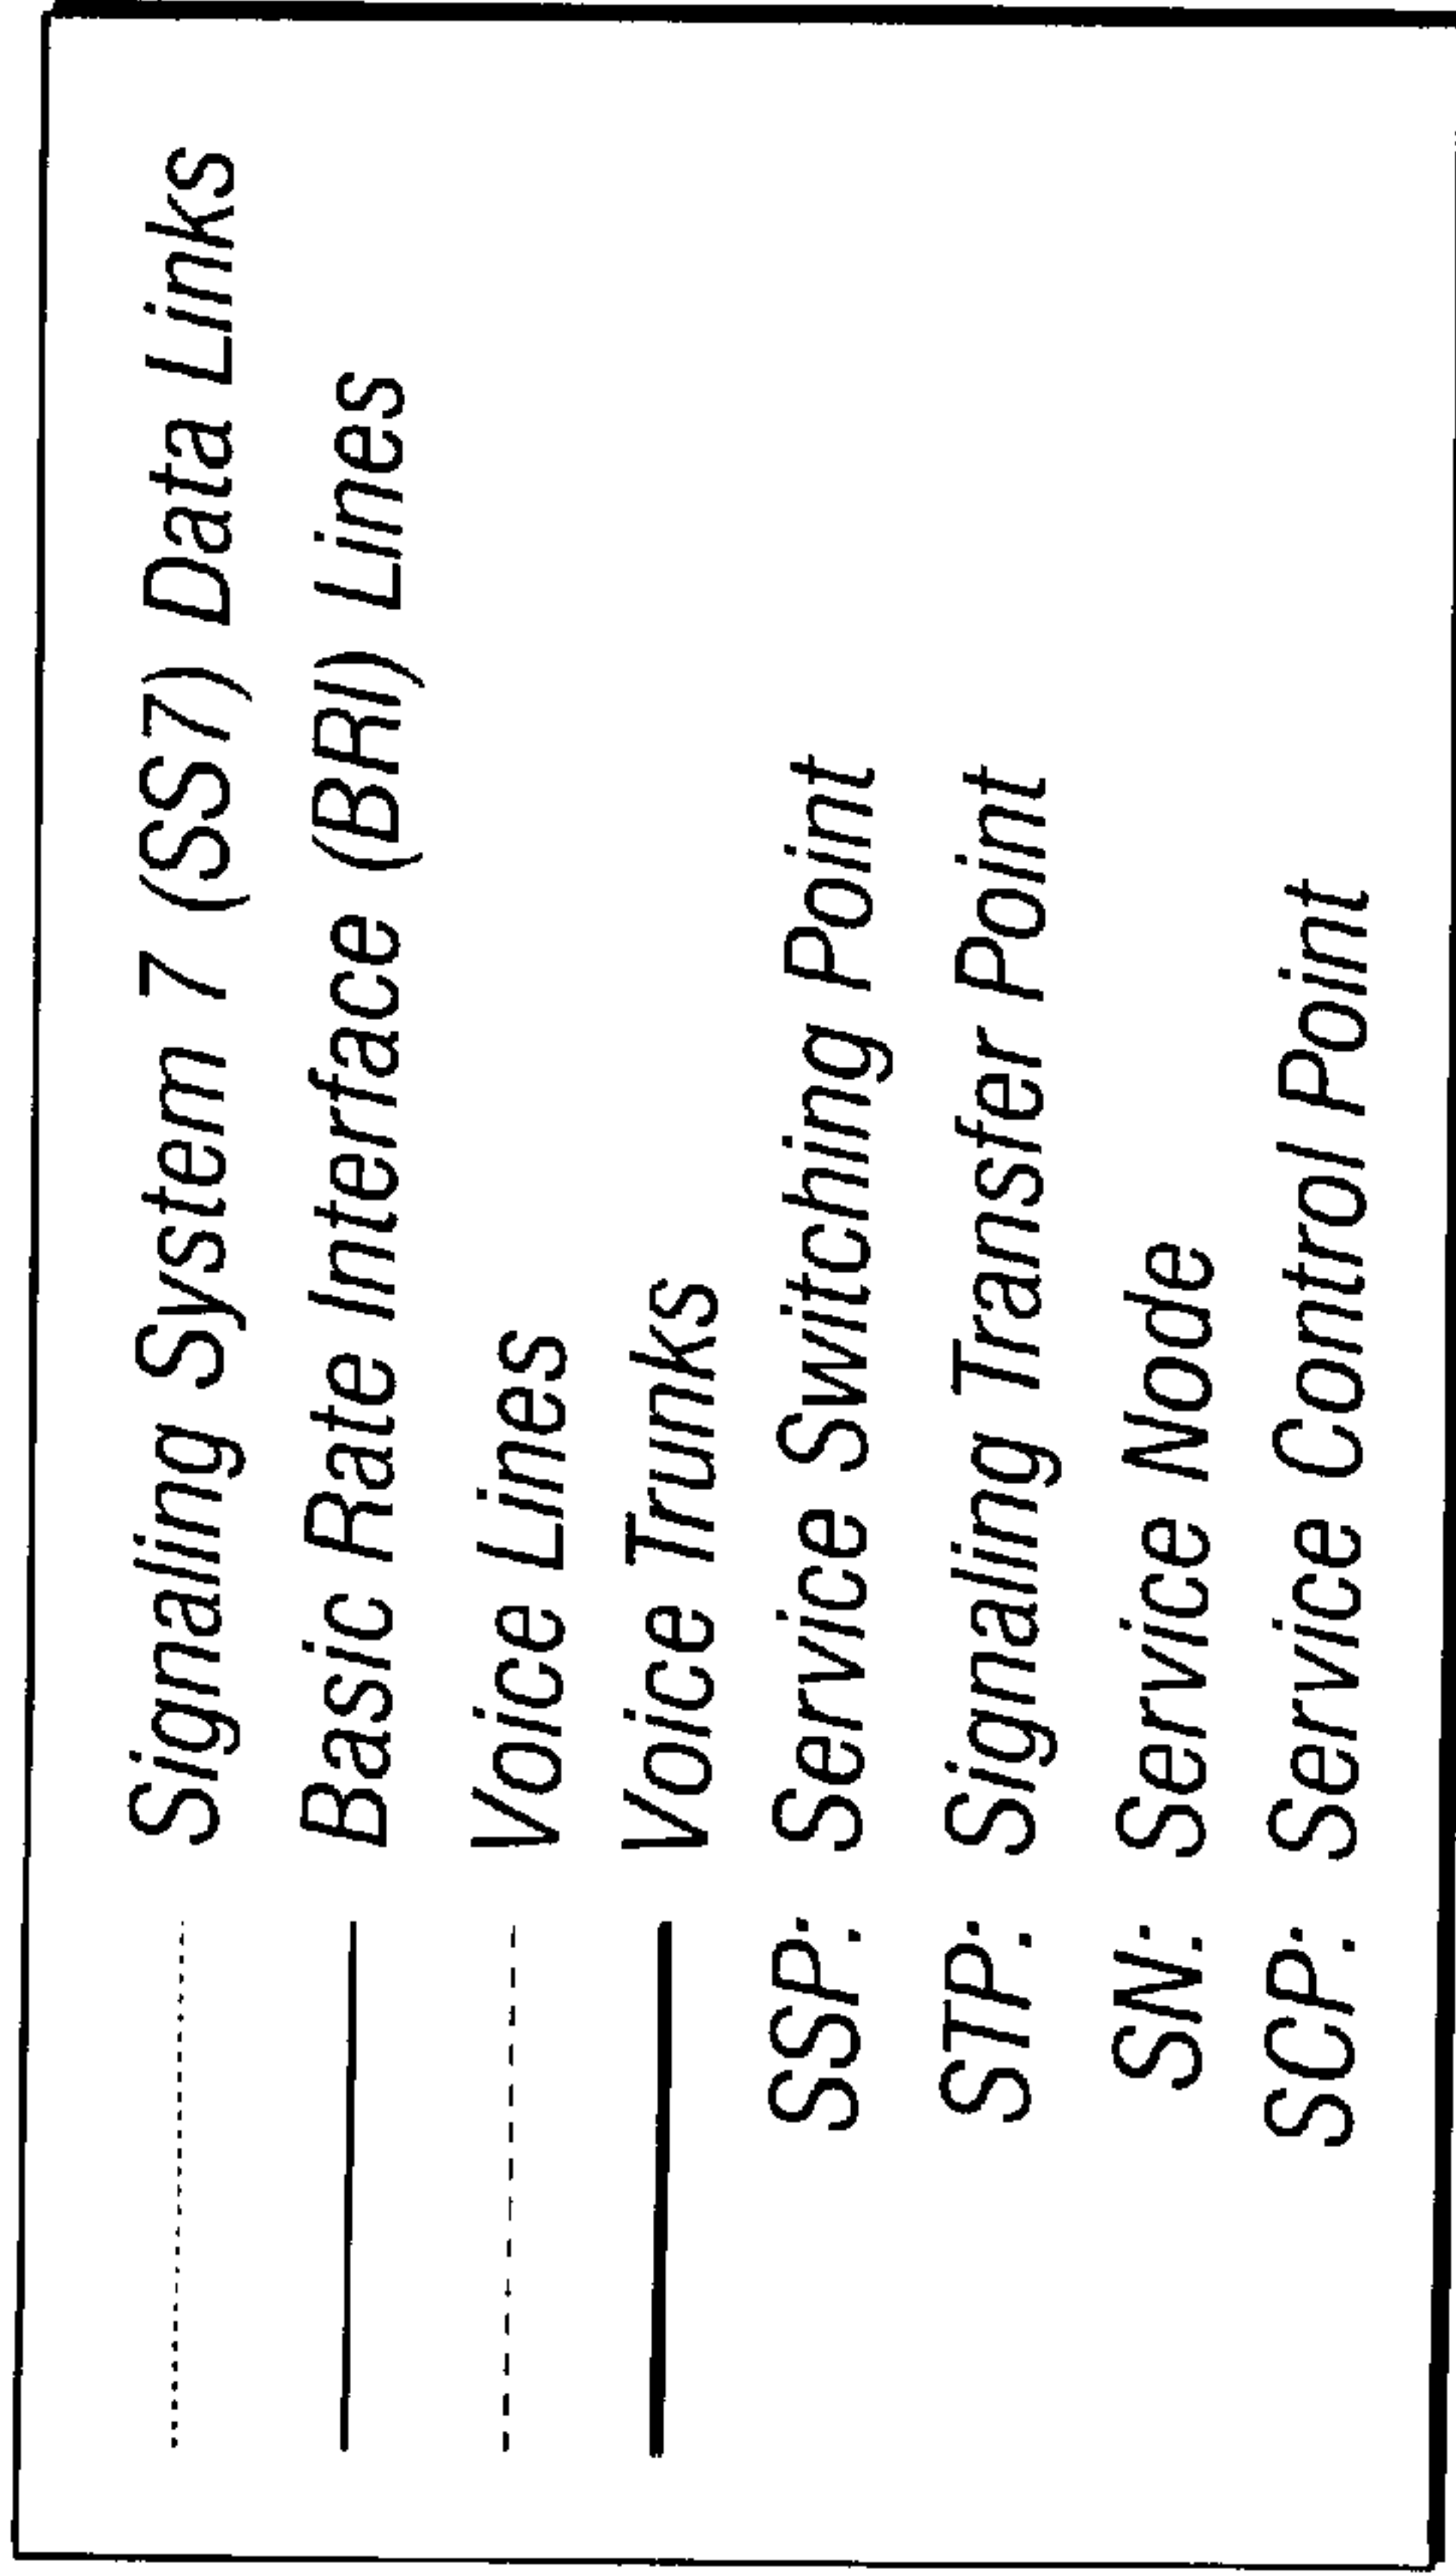 Signaling System 7 (SS7) Data Links
Basic Rate Interface (BRI) Lines
Voice Lines
Voice Trunks
SSP: Service Switching Point
STP: Signaling Transfer Point
SN: Service Node
SCP: Service Control Point